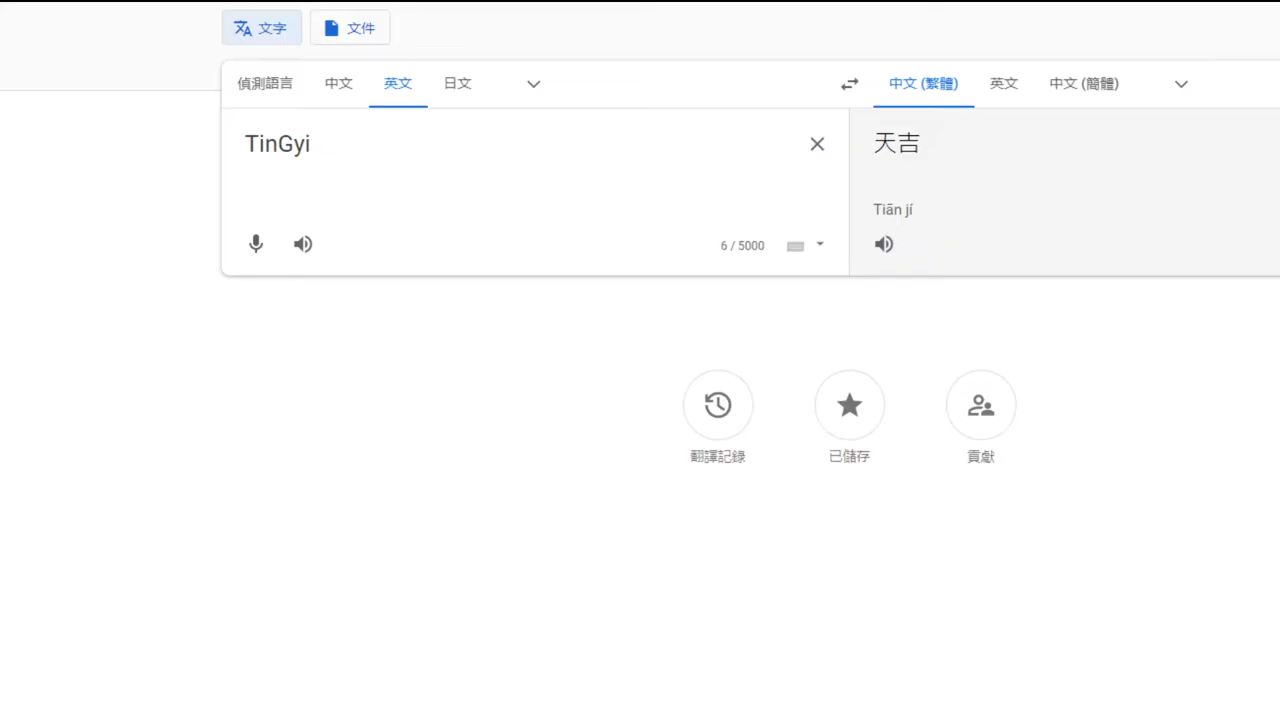 文字 文件
偵測語言 中文 英文 日文 中文 (繁體) 英文 中文 (簡體)
TinGyi 天吉
Tiān jí
6 / 5000
翻譯記錄 已儲存 貢獻